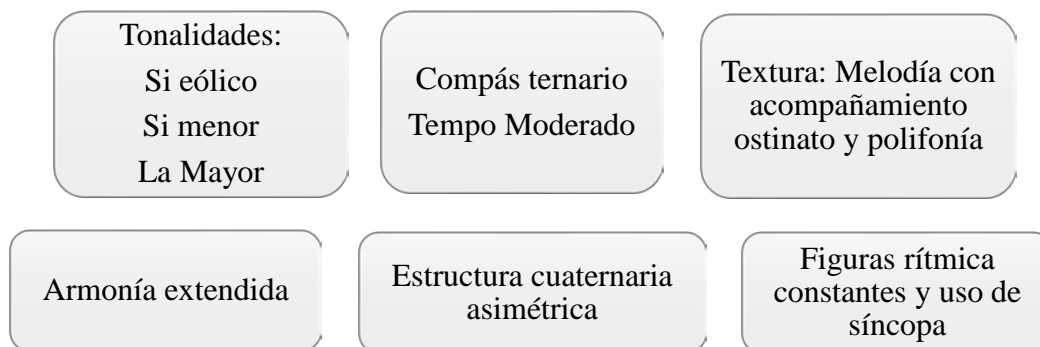 Tonalidades:
Si eólico
Si menor
La Mayor
Compás ternario
Tempo Moderado
Textura: Melodía con
acompañamiento
ostinato y polifonía
Armonía extendida
Estructura cuaternaria
asimétrica
Figuras rítmica
constantes y uso de
síncopa